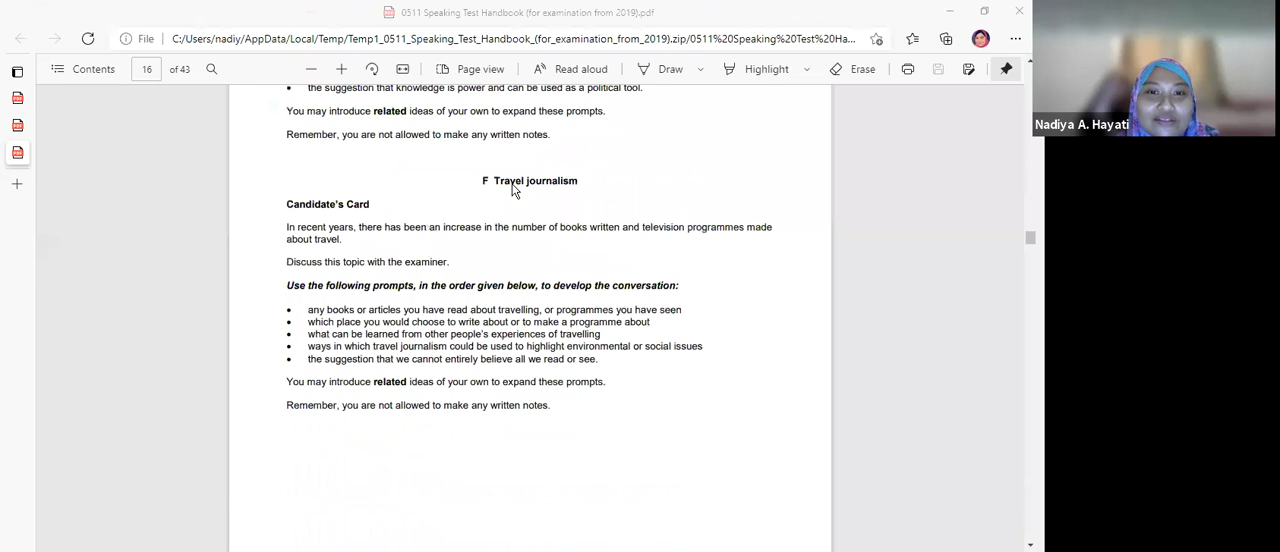 0511 Speaking Test Handbook (for examination from 2019).pdf
File C:/Users/nadiy/AppData/Local/Temp/Temp1_0511_Speaking_Test_Handbook_(for_examination_from_2019).zip/0511%20Speaking%20Test%20Ha...
Contents 16 of 43 Page view Read aloud Draw Highlight Erase
Nadiya A. Hayati
• the suggestion that knowledge is power and can be used as a political tool.
You may introduce related ideas of your own to expand these prompts.
Remember, you are not allowed to make any written notes.
F Travel journalism
Candidate's Card
In recent years, there has been an increase in the number of books written and television programmes made
about travel.
Discuss this topic with the examiner.
Use the following prompts, in the order given below, to develop the conversation:
• any books or articles you have read about travelling, or programmes you have seen
• which place you would choose to write about or to make a programme about
• what can be learned from other people's experiences of travelling
• ways in which travel journalism could be used to highlight environmental or social issues
• the suggestion that we cannot entirely believe all we read or see.
You may introduce related ideas of your own to expand these prompts.
Remember, you are not allowed to make any written notes.